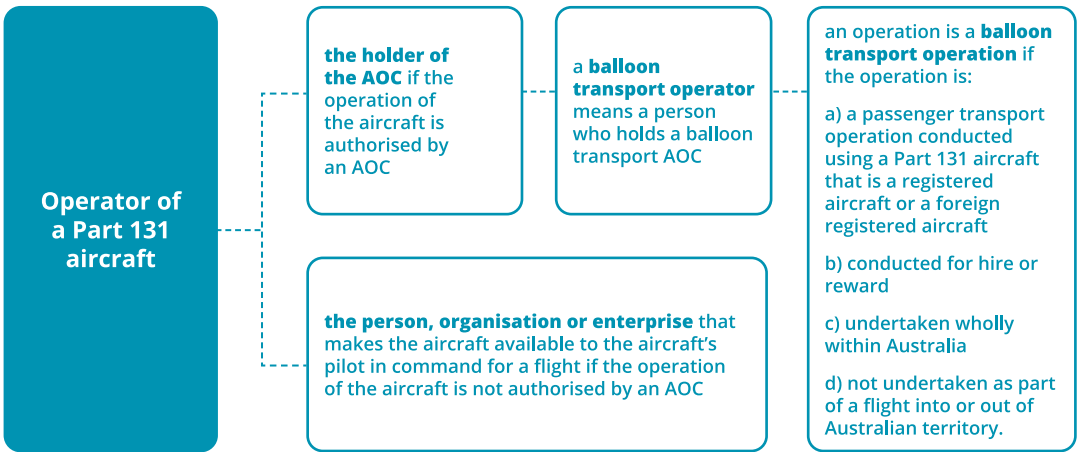 Operator of
a Part 131
aircraft
the holder of
the AOC if the
operation of
the aircraft is
authorised by
an AOC
a balloon
transport operator
means a person
who holds a balloon
transport AOC
an operation is a balloon
transport operation if
the operation is:
a) a passenger transport
operation conducted
using a Part 131 aircraft
that is a registered
aircraft or a foreign
registered aircraft
b) conducted for hire or
reward
c) undertaken wholly
within Australia
d) not undertaken as part
of a flight into or out of
Australian territory.
the person, organisation or enterprise that
makes the aircraft available to the aircraft’s
pilot in command for a flight if the operation
of the aircraft is not authorised by an AOC